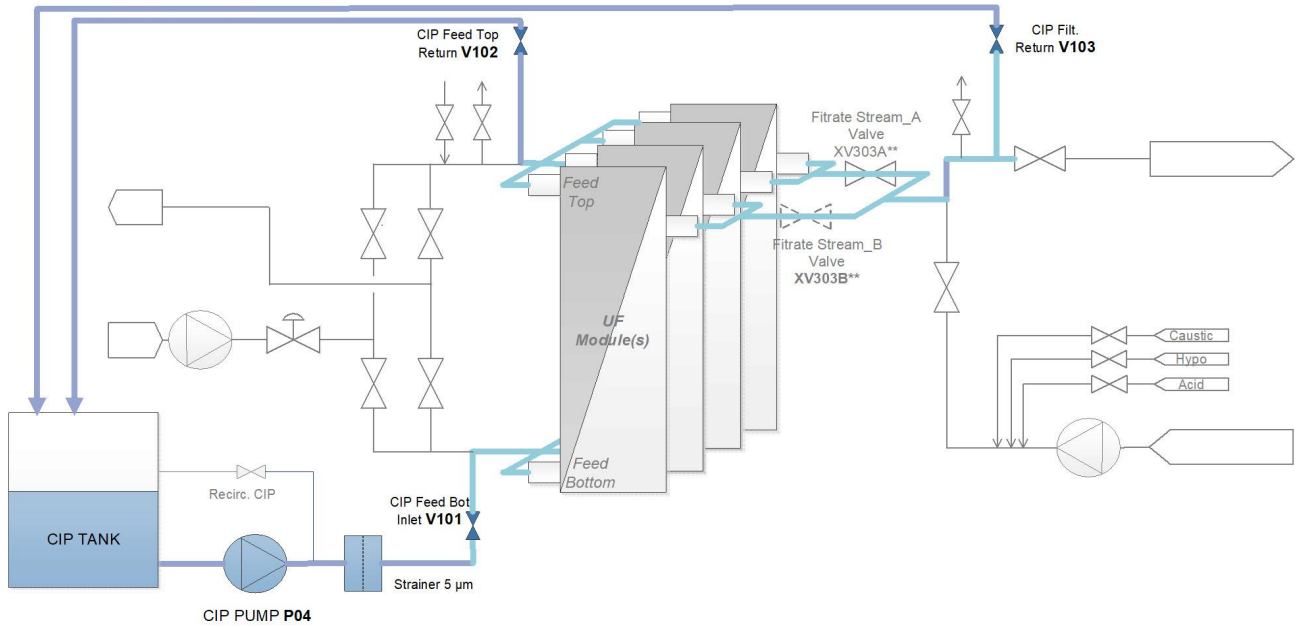 CIP Feed Top
Return V102
CIP Filt.
Return V103
Fitrate Stream_A
Valve
XV303A**
Feed
Top
Fitrate Stream_B
Valve
XV303B**
UF
Module(s)
Caustic
Hypo
Acid
Feed
Bottom
Recirc. CIP
CIP Feed Bot
Inlet V101
CIP TANK
Strainer 5 µm
CIP PUMP P04